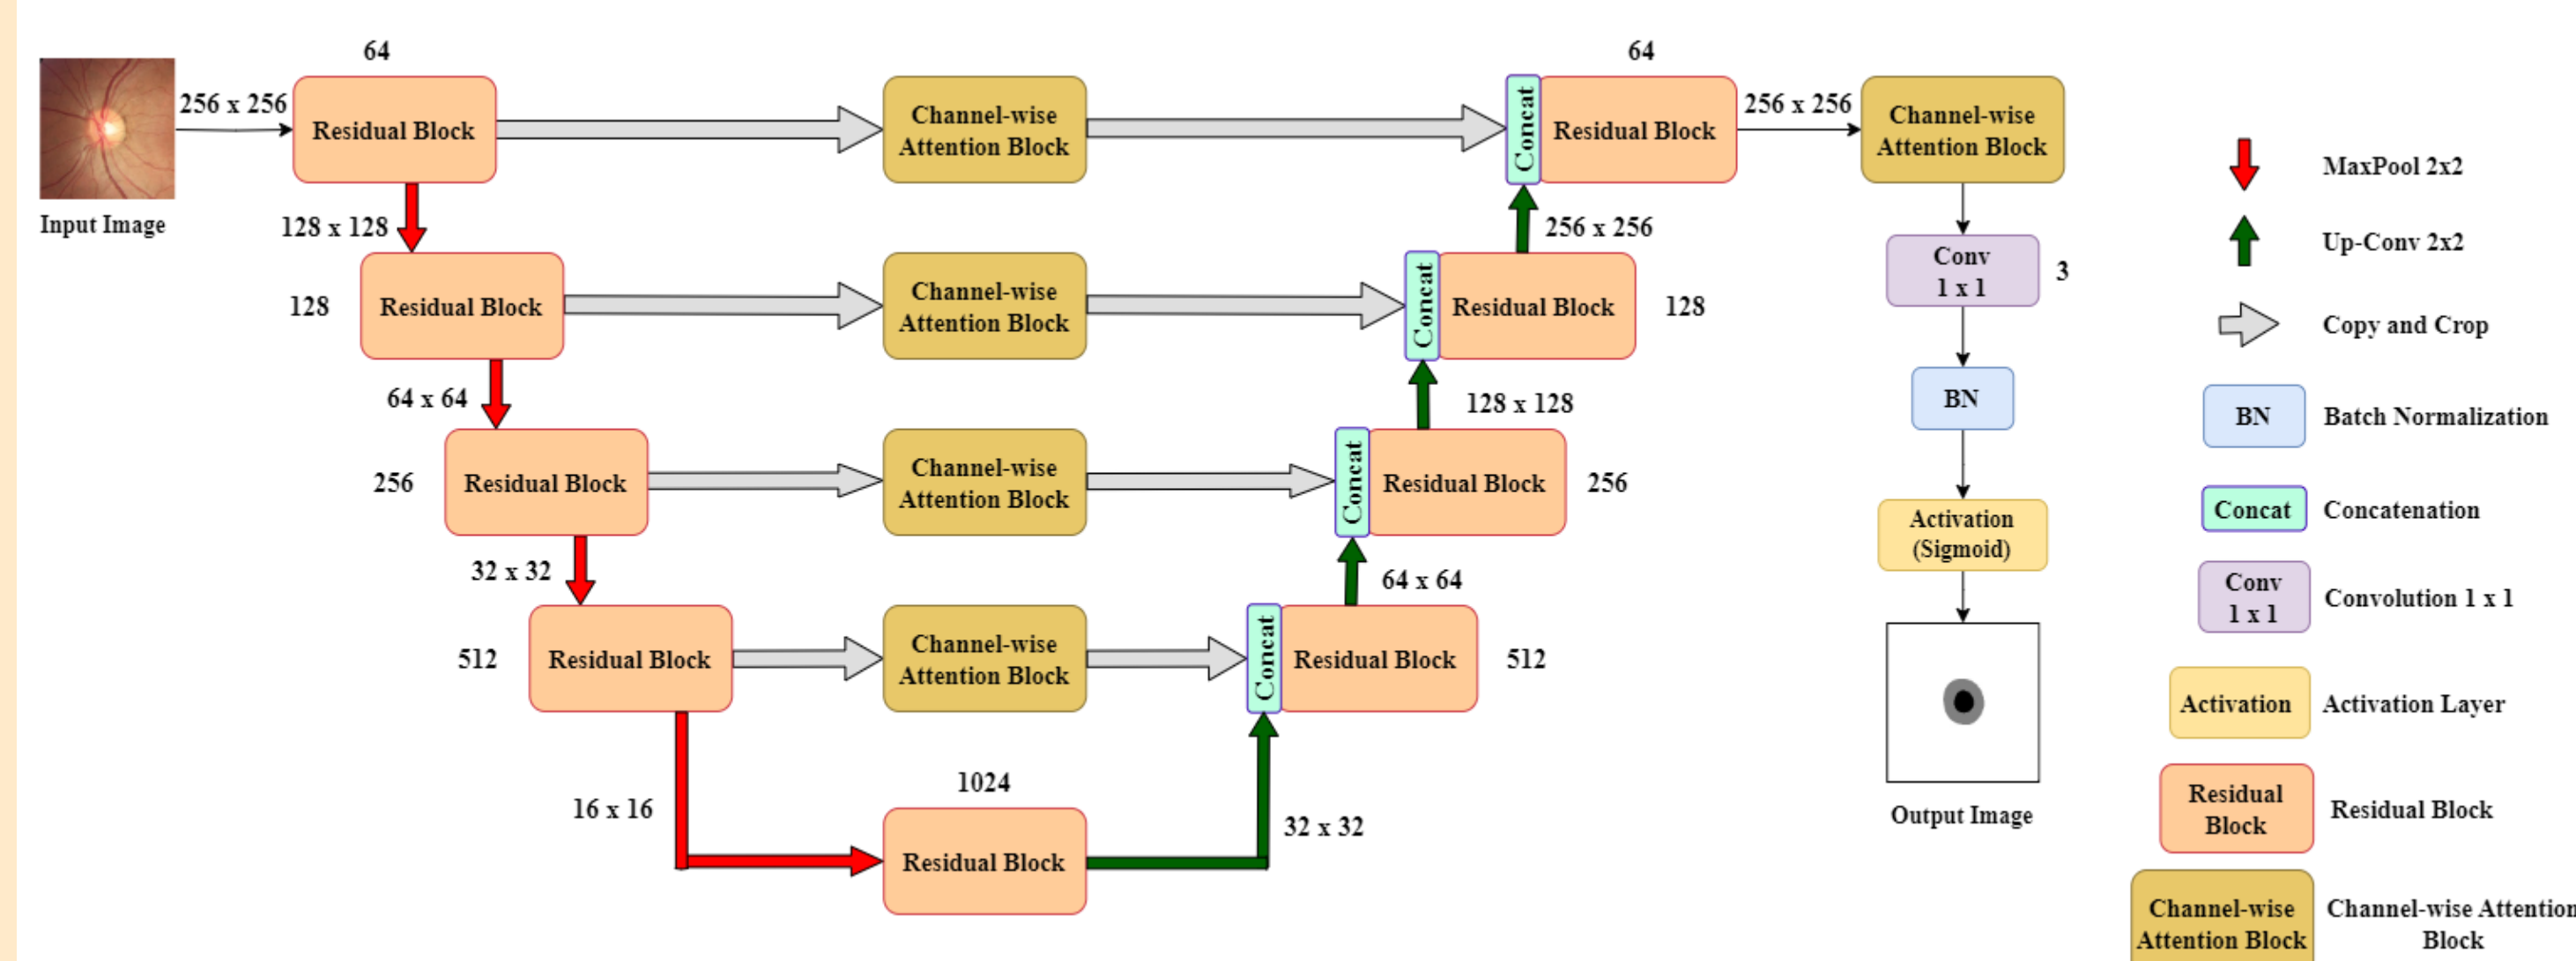 64
256 x 256
Residual Block
Channel-wise
Attention Block
Concat
Residual Block
64
256 x 256
Channel-wise
Attention Block
Input Image
128 x 128
256 x 256
128
Residual Block
Channel-wise
Attention Block
Concat
Residual Block
128
64 x 64
128 x 128
256
Residual Block
Channel-wise
Attention Block
Concat
Residual Block
256
32 x 32
64 x 64
512
Residual Block
Channel-wise
Attention Block
Concat
Residual Block
512
16 x 16
1024
Residual Block
32 x 32
Conv
1 x 1
3
BN
Activation
(Sigmoid)
Output Image
MaxPool 2x2
Up-Conv 2x2
Copy and Crop
BN
Batch Normalization
Concat
Concatenation
Conv
1 x 1
Convolution 1 x 1
Activation
Activation Layer
Residual
Block
Residual Block
Channel-wise
Attention Block
Channel-wise Attention
Block